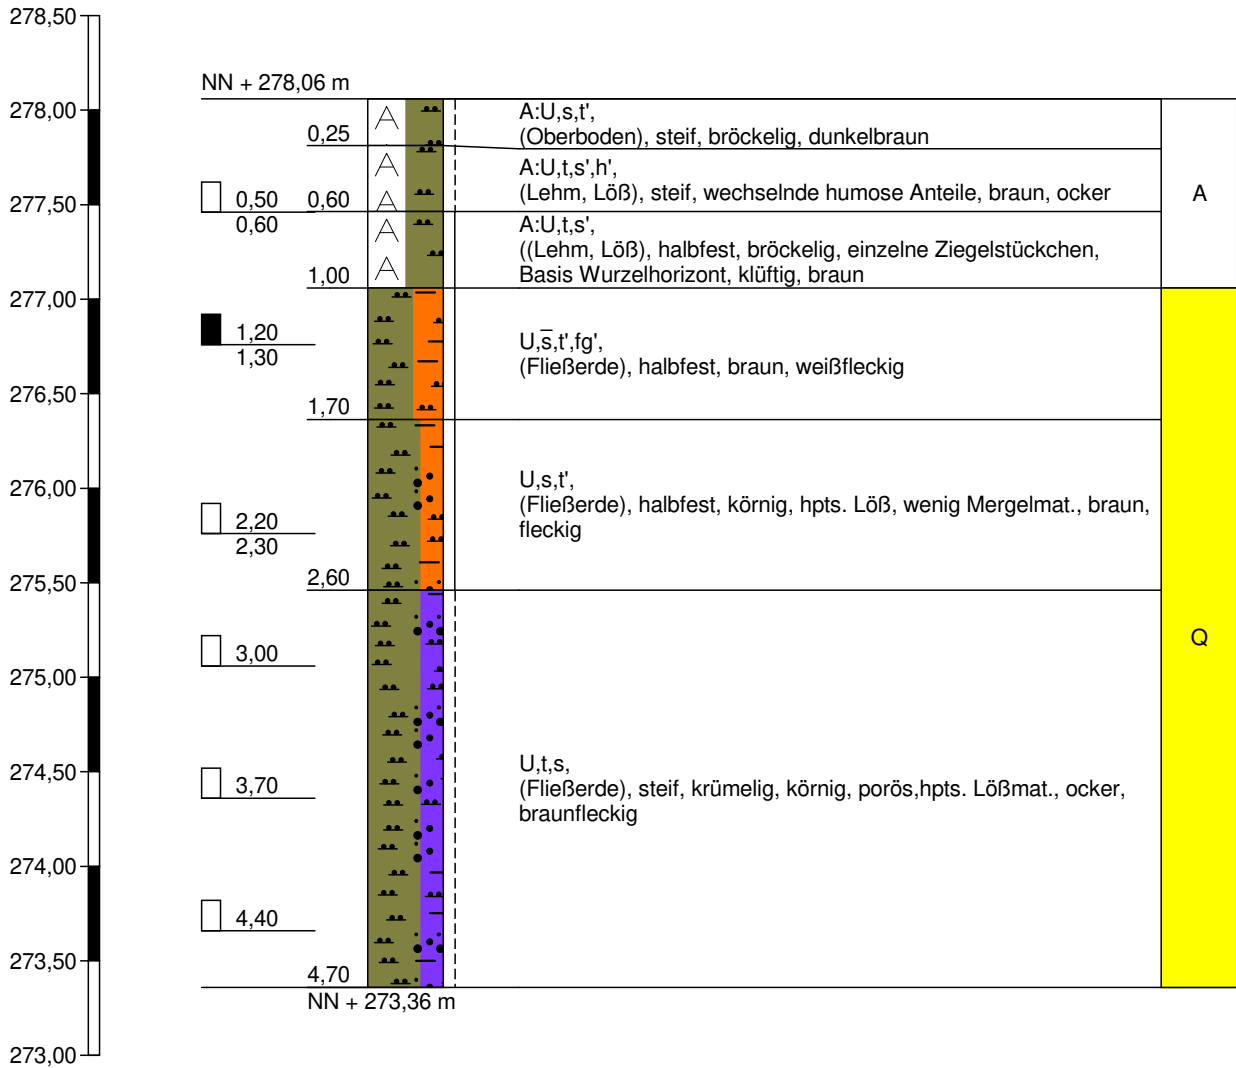 278,50
NN + 278,06 m
278,00
A
A:U,s,t',
(Oberboden), steif, bröckelig, dunkelbraun
0,25
A
A:U,t,s',h',
(Lehm, Löß), steif, wechselnde humose Anteile, braun, ocker
A
277,50
0,50
0,60
0,60
A
A
A:U,t,s',
((Lehm, Löß), halbfest, bröckelig, einzelne Ziegelstückchen,
Basis Wurzelhorizont, klüftig, braun
A
1,00
277,00
1,20
1,30
U,s̅,t',fg',
(Fließerde), halbfest, braun, weißfleckig
276,50
1,70
276,00
U,s,t',
(Fließerde), halbfest, körnig, hpts. Löß, wenig Mergelmat., braun,
fleckig
2,20
2,30
275,50
2,60
Q
3,00
275,00
274,50
3,70
U,t,s,
(Fließerde), steif, krümelig, körnig, porös,hpts. Lößmat., ocker,
braunfleckig
274,00
4,40
273,50
4,70
NN + 273,36 m
273,00